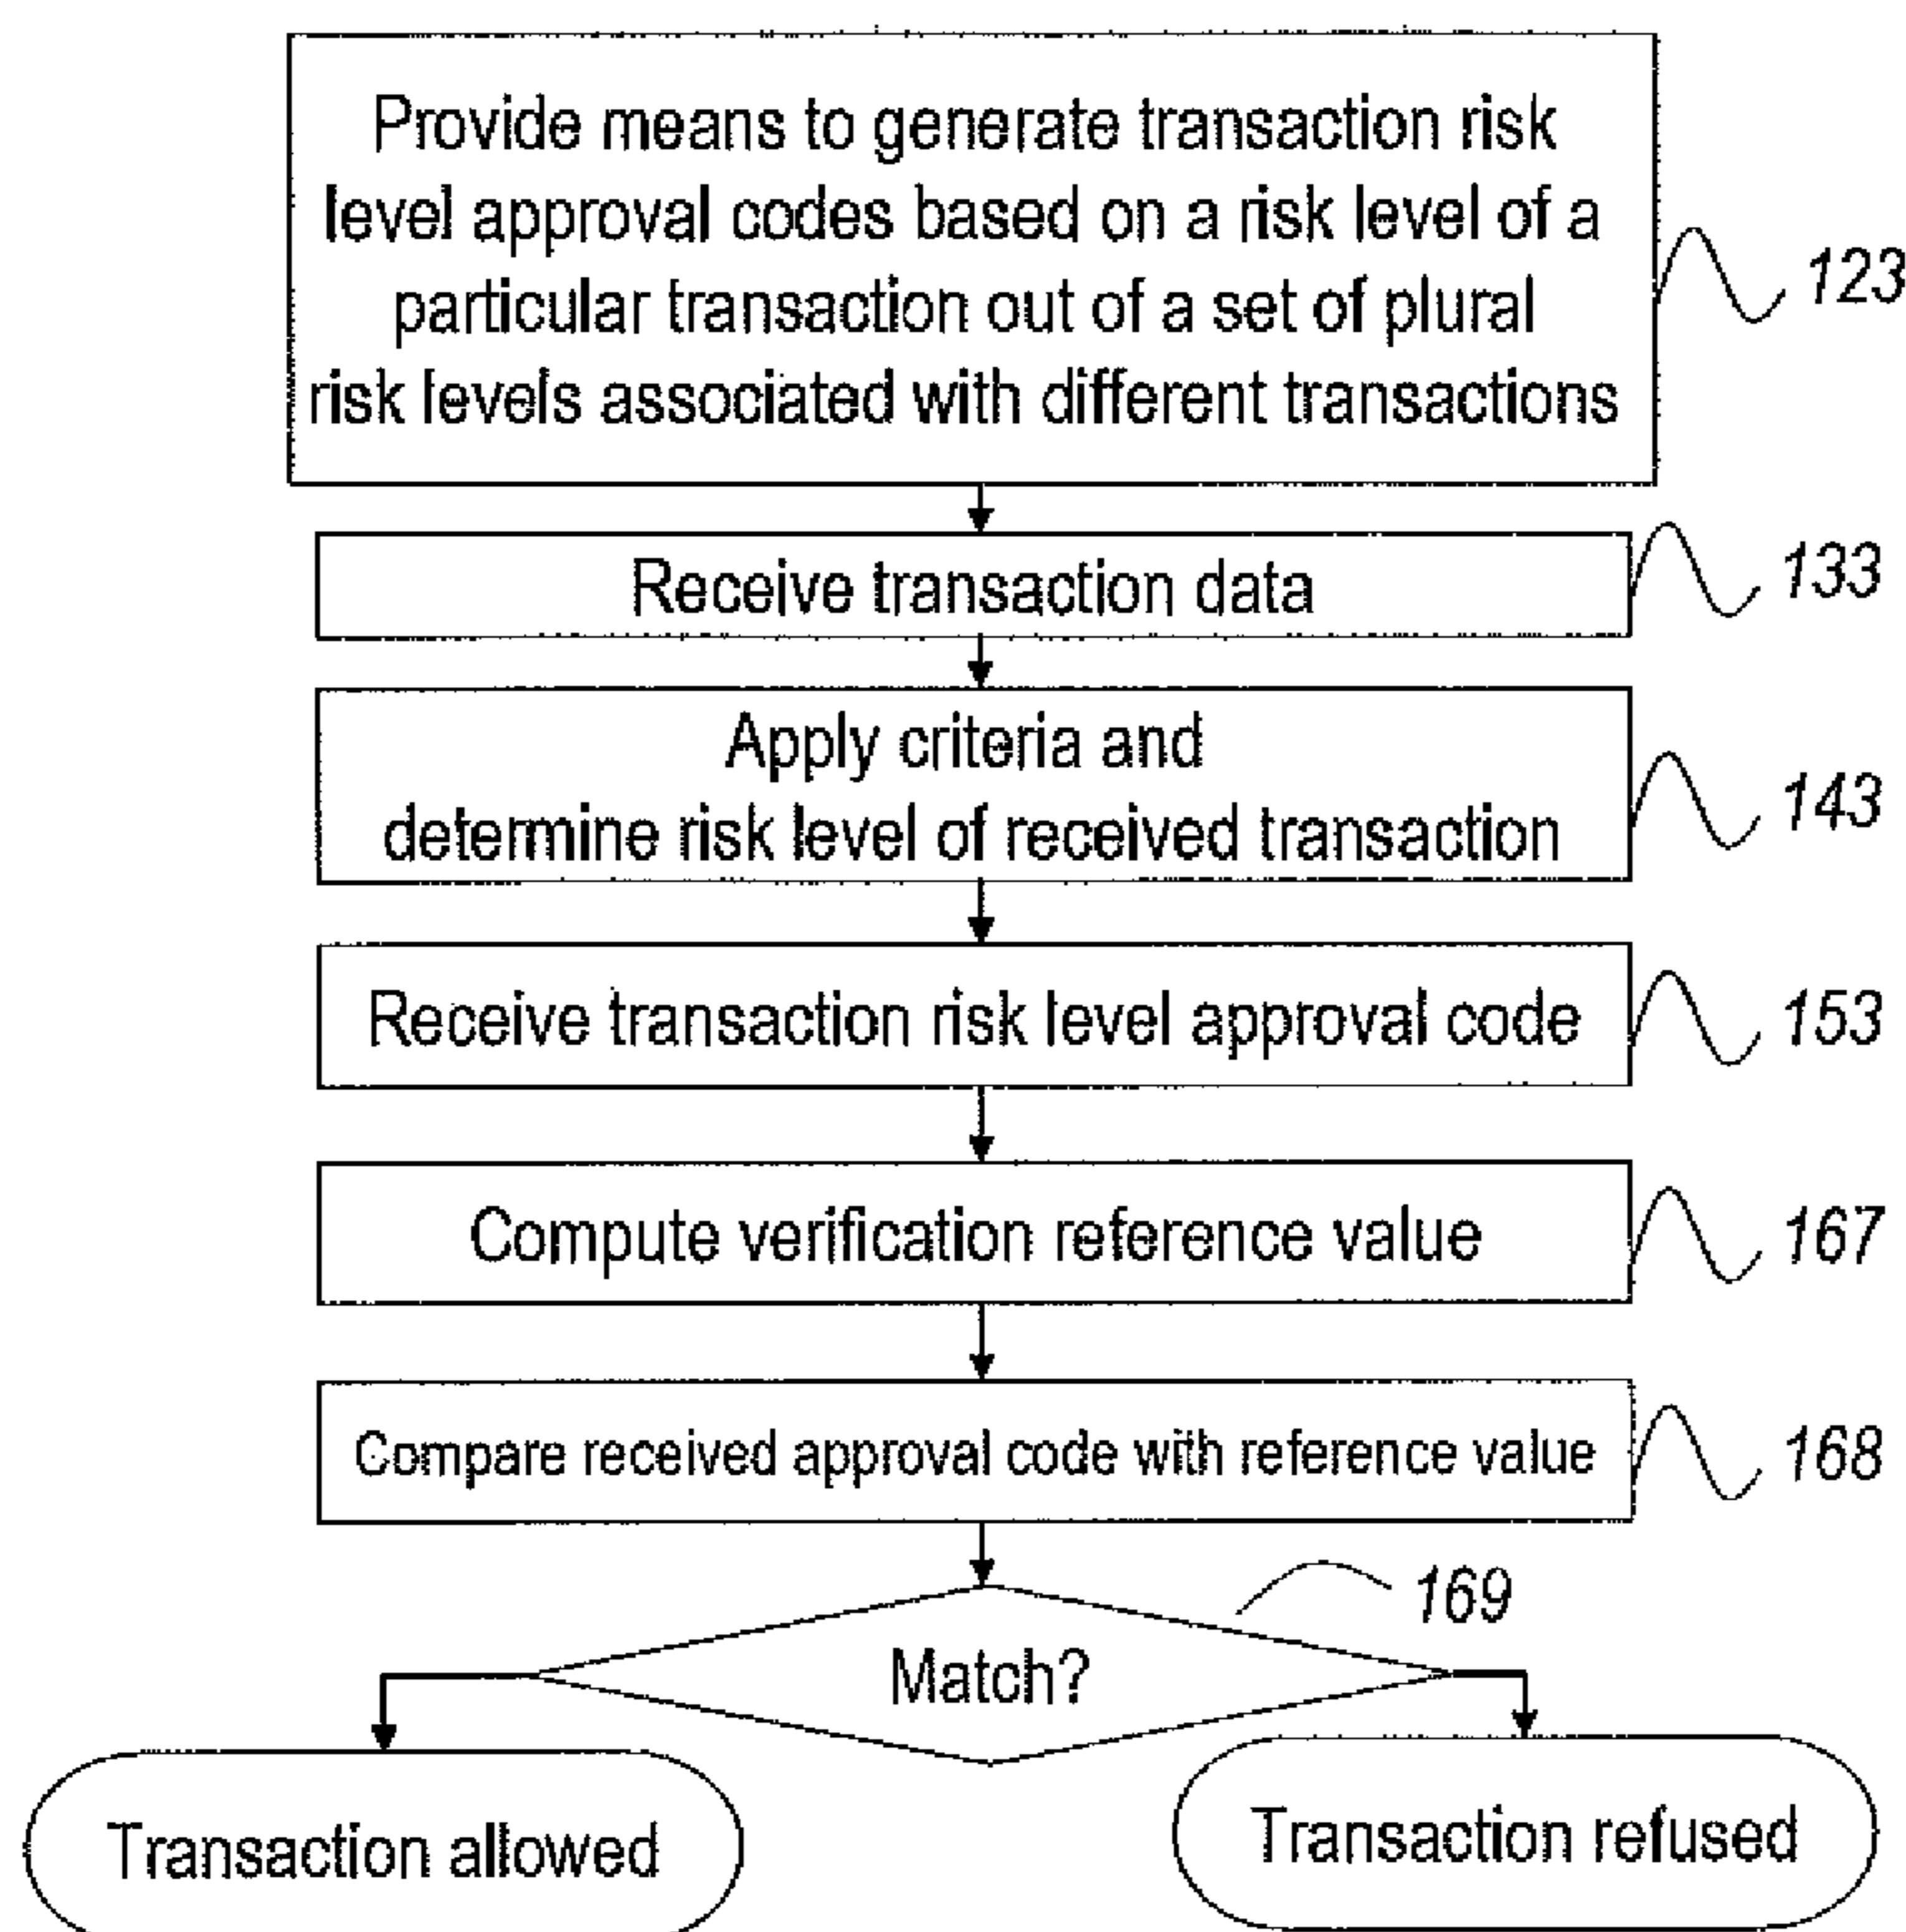 Provide means to generate transaction risk
level approval codes based on a risk level of a
particular transaction out of a set of plural
risk levels associated with different transactions
123
Receive transaction data
133
Apply criteria and
determine risk level of received transaction
143
Receive transaction risk level approval code
153
Compute verification reference value
167
Compare received approval code with reference value
168
169
Match?
Transaction allowed
Transaction refused